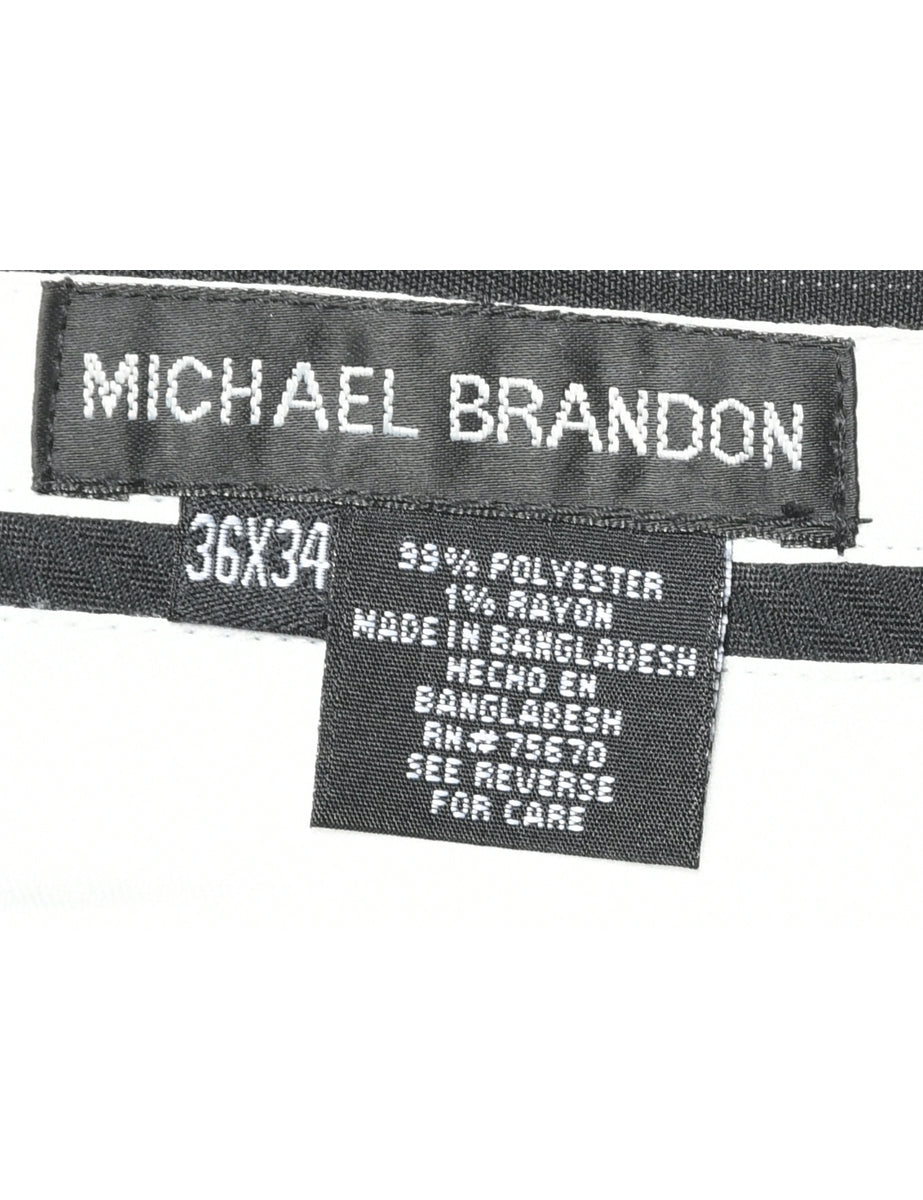 MICHAEL BRANDON
36X34
99% POLYESTER
1% RAYON
MADE IN BANGLADESH
HECHO EN
BANGLADESH
RN# 75670
SEE REVERSE
FOR CARE